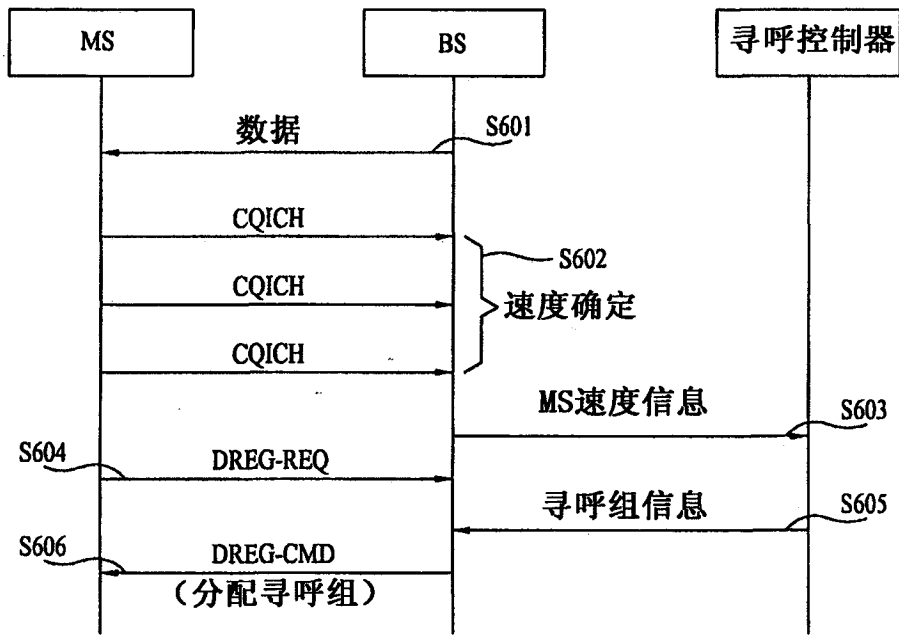 MS
BS
寻呼控制器
数据
S601
CQICH
S602
CQICH
速度确定
CQICH
MS速度信息
S603
S604
DREG-REQ
寻呼组信息
S605
S606
DREG-CMD
(分配寻呼组)